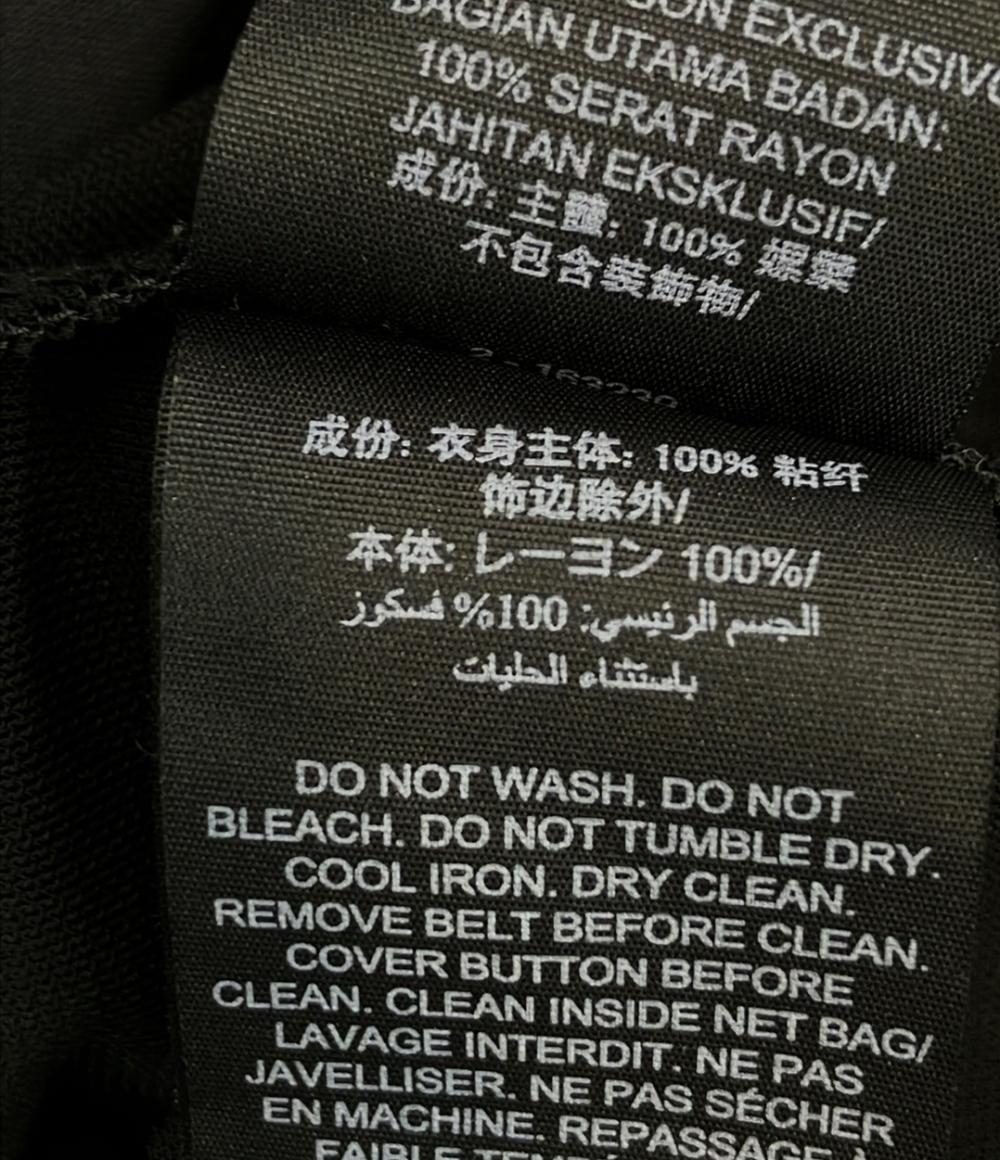 SON EXCLUSIVO
BAGIAN UTAMA BADAN:
100% SERAT RAYON
JAHITAN EKSKLUSIF/
成份: 主體: 100% 嫘縈
不包含裝飾物/
成份: 衣身主体: 100% 粘纤
饰边除外/
本体: レーヨン 100%/
الجسم الرئيسي: 100% فسكوز
باستثناء الحليات
DO NOT WASH. DO NOT
BLEACH. DO NOT TUMBLE DRY.
COOL IRON. DRY CLEAN.
REMOVE BELT BEFORE CLEAN.
COVER BUTTON BEFORE
CLEAN. CLEAN INSIDE NET BAG/
LAVAGE INTERDIT. NE PAS
JAVELLISER. NE PAS SÉCHER
EN MACHINE. REPASSAGE À
FAIBLE